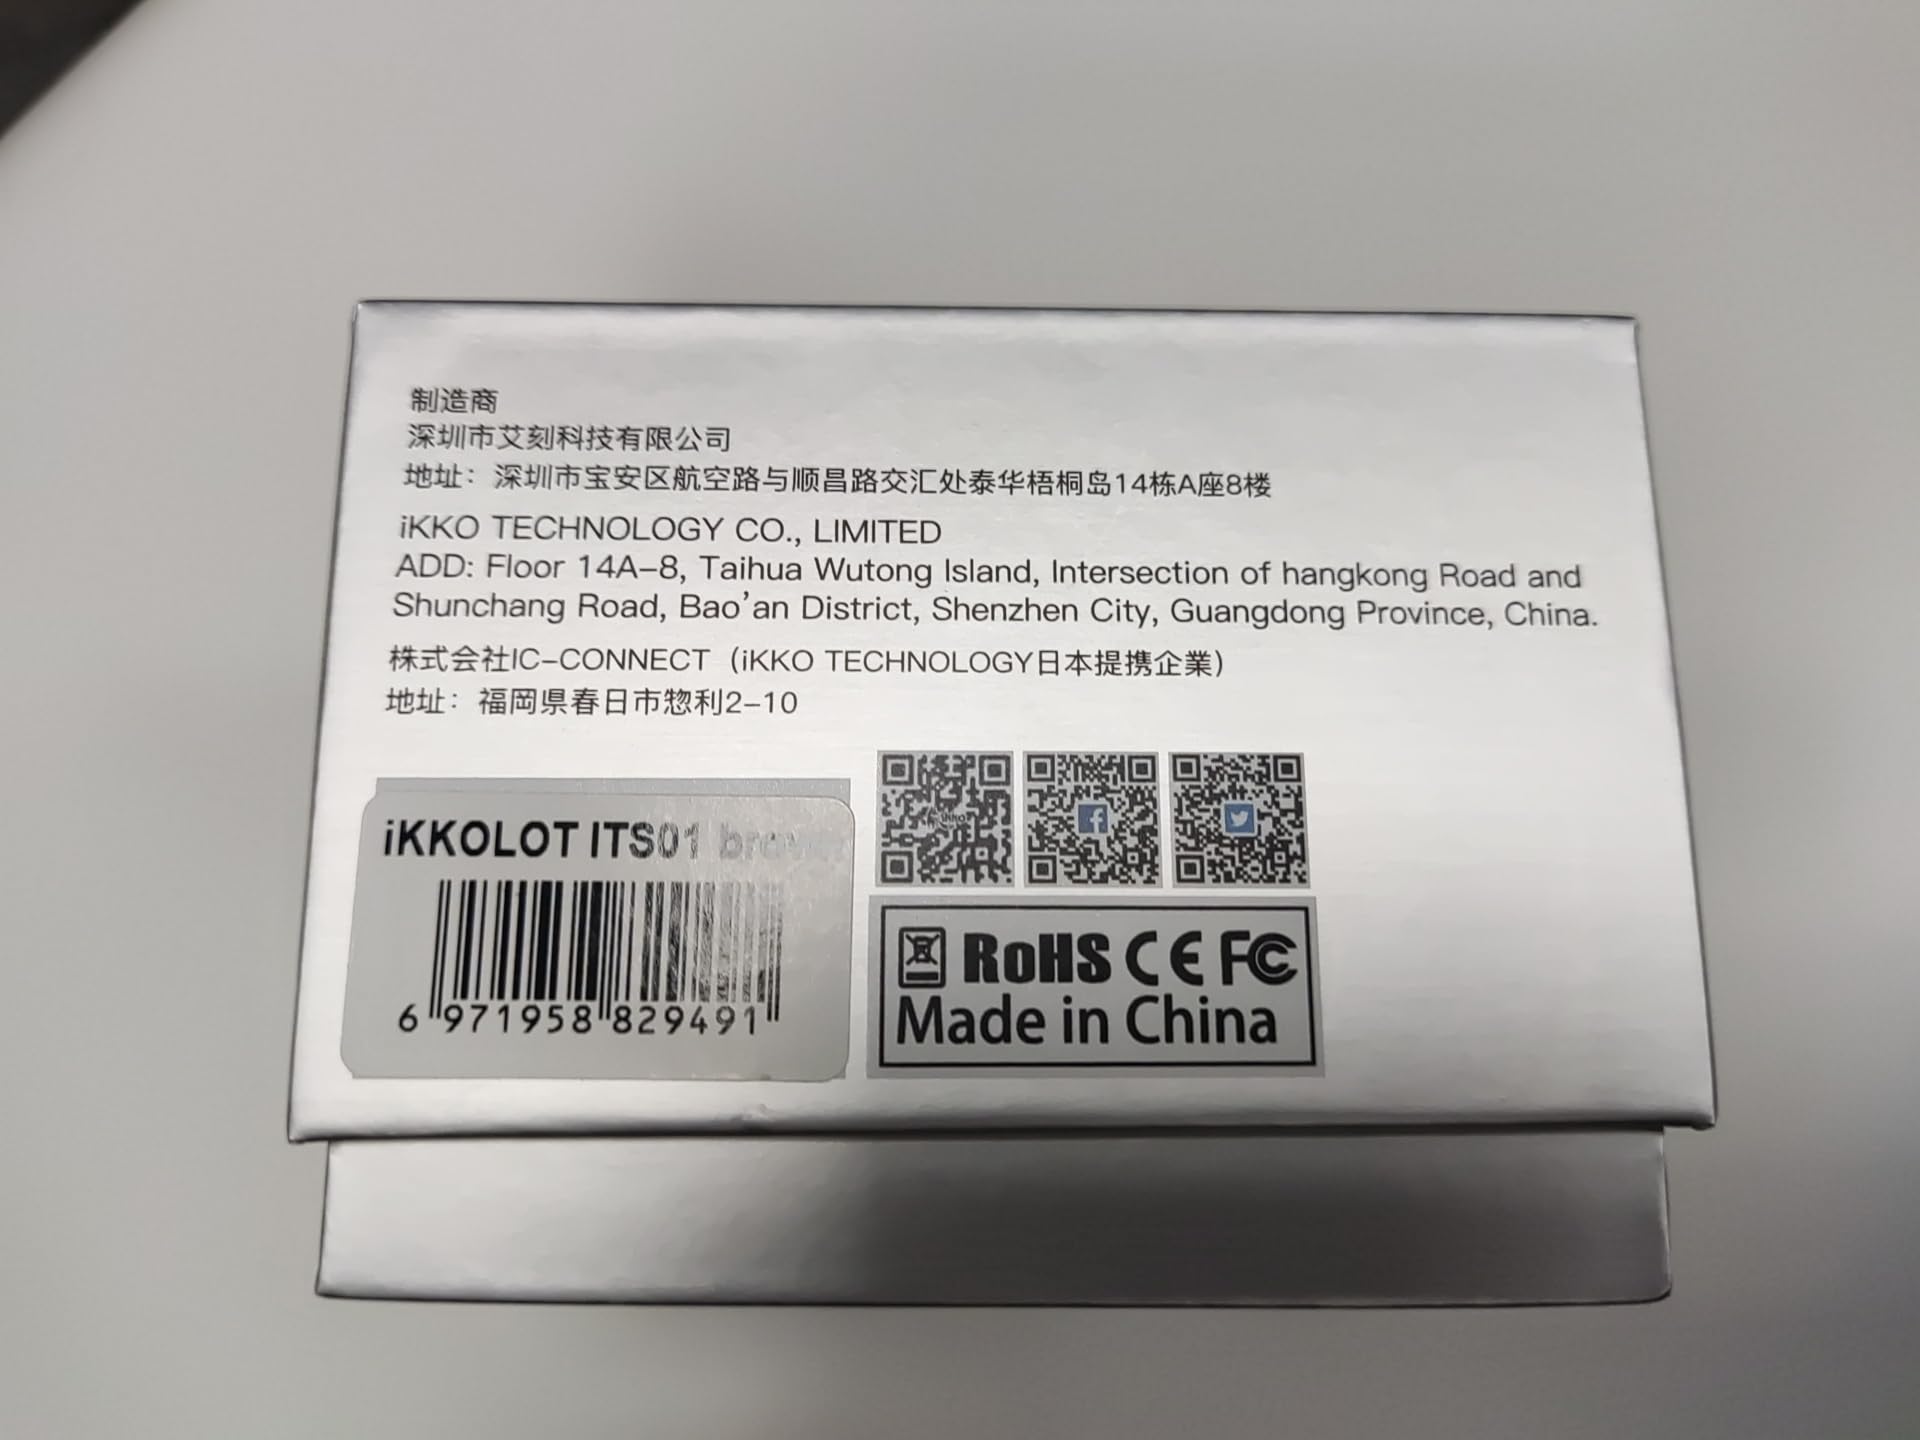 制造商
深圳市艾刻科技有限公司
地址：深圳市宝安区航空路与顺昌路交汇处泰华梧桐岛14栋A座8楼
iKKO TECHNOLOGY CO., LIMITED
ADD: Floor 14A-8, Taihua Wutong Island, Intersection of hangkong Road and
Shunchang Road, Bao'an District, Shenzhen City, Guangdong Province, China.
株式会社IC-CONNECT（iKKO TECHNOLOGY日本提携企業）
地址：福岡県春日市惣利2-10
iKKOLOT ITS01
6 971958 829491
RoHS CE FC
Made in China